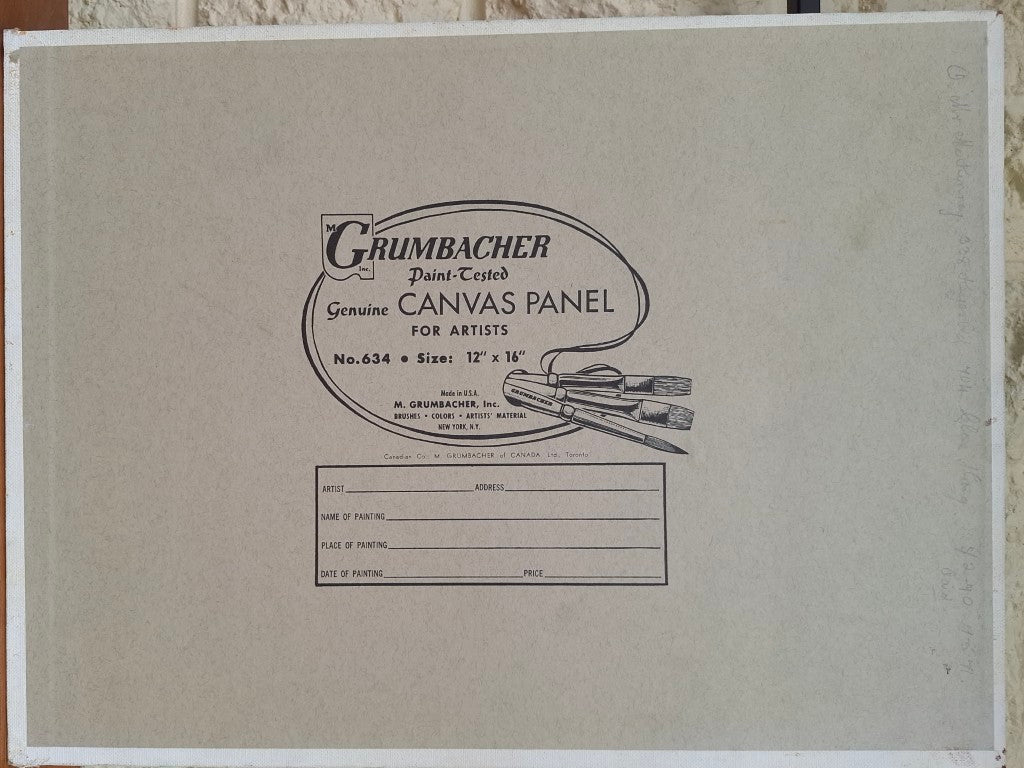 M. GRUMBACHER Inc.
Paint-Tested
Genuine CANVAS PANEL
FOR ARTISTS
No.634 • Size: 12" x 16"
Made in U.S.A.
M. GRUMBACHER, Inc.
BRUSHES • COLORS • ARTISTS' MATERIAL
NEW YORK, N.Y.
GRUMBACHER
Canadian Co.: M. GRUMBACHER of CANADA, Ltd., Toronto
ARTIST ADDRESS
NAME OF PAINTING
PLACE OF PAINTING
DATE OF PAINTING PRICE